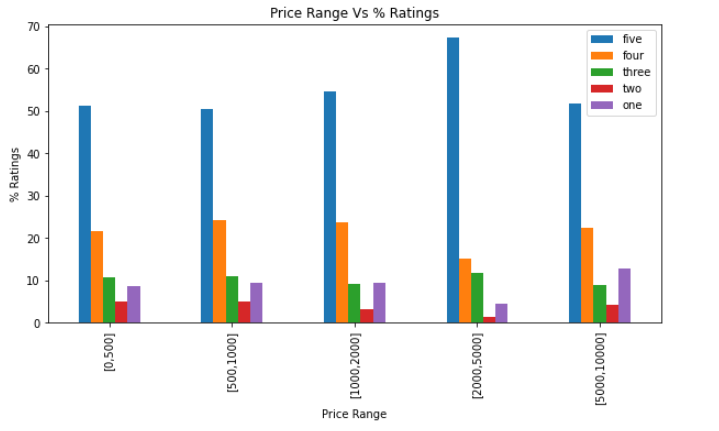 Price Range Vs % Ratings
70
60
50
40
30
20
10
0
% Ratings
five
four
three
two
one
[0,500]
[500,1000]
[1000,2000]
[2000,5000]
[5000,10000]
Price Range